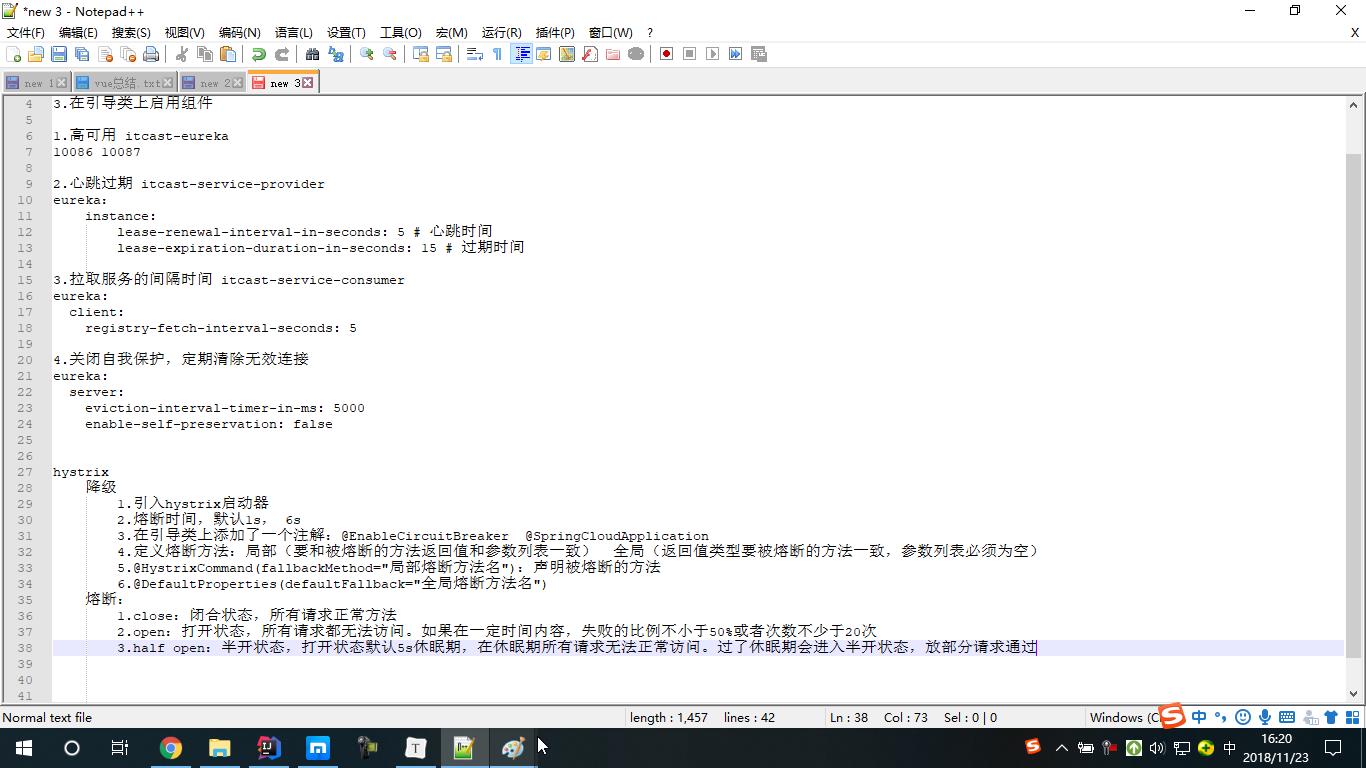 *new 3 - Notepad++
文件(F) 编辑(E) 搜索(S) 视图(V) 编码(N) 语言(L) 设置(T) 工具(O) 宏(M) 运行(R) 插件(P) 窗口(W) ? X
new 1 vue总结 txt new 2 new 3
4 3.在引导类上启用组件
5
6 1.高可用 itcast-eureka
7 10086 10087
8
9 2.心跳过期 itcast-service-provider
10 eureka:
11 instance:
12 lease-renewal-interval-in-seconds: 5 # 心跳时间
13 lease-expiration-duration-in-seconds: 15 # 过期时间
14
15 3.拉取服务的间隔时间 itcast-service-consumer
16 eureka:
17 client:
18 registry-fetch-interval-seconds: 5
19
20 4.关闭自我保护，定期清除无效连接
21 eureka:
22 server:
23 eviction-interval-timer-in-ms: 5000
24 enable-self-preservation: false
25
26
27 hystrix
28 降级
29 1.引入hystrix启动器
30 2.熔断时间，默认1s， 6s
31 3.在引导类上添加了一个注解：@EnableCircuitBreaker @SpringCloudApplication
32 4.定义熔断方法：局部（要和被熔断的方法返回值和参数列表一致） 全局（返回值类型要被熔断的方法一致，参数列表必须为空）
33 5.@HystrixCommand(fallbackMethod="局部熔断方法名")：声明被熔断的方法
34 6.@DefaultProperties(defaultFallback="全局熔断方法名")
35 熔断：
36 1.close：闭合状态，所有请求正常方法
37 2.open：打开状态，所有请求都无法访问。如果在一定时间内容，失败的比例不小于50%或者次数不少于20次
38 3.half open：半开状态，打开状态默认5s休眠期，在休眠期所有请求无法正常访问。过了休眠期会进入半开状态，放部分请求通过
39
40
41
Normal text file length : 1,457 lines : 42 Ln : 38 Col : 73 Sel : 0 | 0 Windows (C 中
中 16:20
2018/11/23